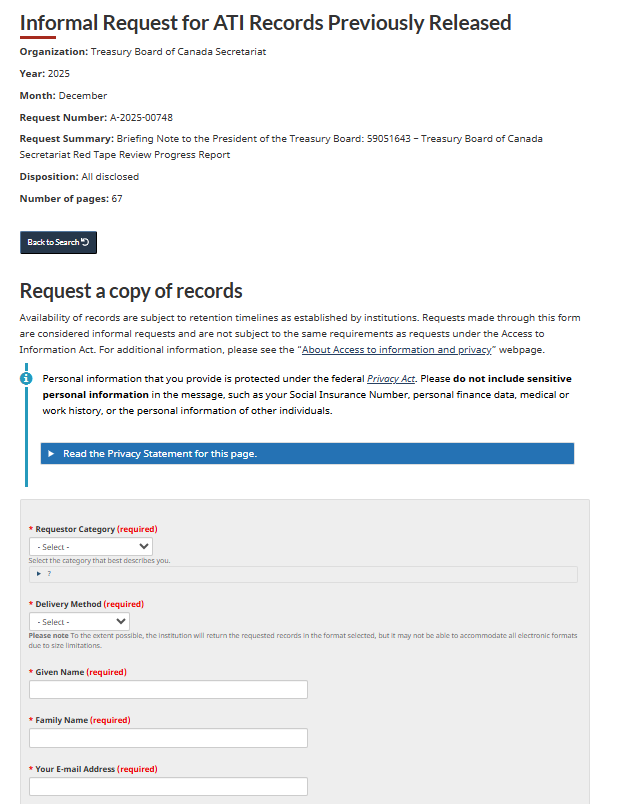 Informal Request for ATI Records Previously Released
Organization: Treasury Board of Canada Secretariat
Year: 2025
Month: December
Request Number: A-2025-00748
Request Summary: Briefing Note to the President of the Treasury Board: 59051643 – Treasury Board of Canada
Secretariat Red Tape Review Progress Report
Disposition: All disclosed
Number of pages: 67
Back to Search
Request a copy of records
Availability of records are subject to retention timelines as established by institutions. Requests made through this form
are considered informal requests and are not subject to the same requirements as requests under the Access to
Information Act. For additional information, please see the "About Access to information and privacy" webpage.
Personal information that you provide is protected under the federal Privacy Act. Please do not include sensitive
personal information in the message, such as your Social Insurance Number, personal finance data, medical or
work history, or the personal information of other individuals.
Read the Privacy Statement for this page.
* Requestor Category (required)
- Select -
Select the category that best describes you.
?
* Delivery Method (required)
- Select -
Please note To the extent possible, the institution will return the requested records in the format selected, but it may not be able to accommodate all electronic formats
due to size limitations.
* Given Name (required)
* Family Name (required)
* Your E-mail Address (required)